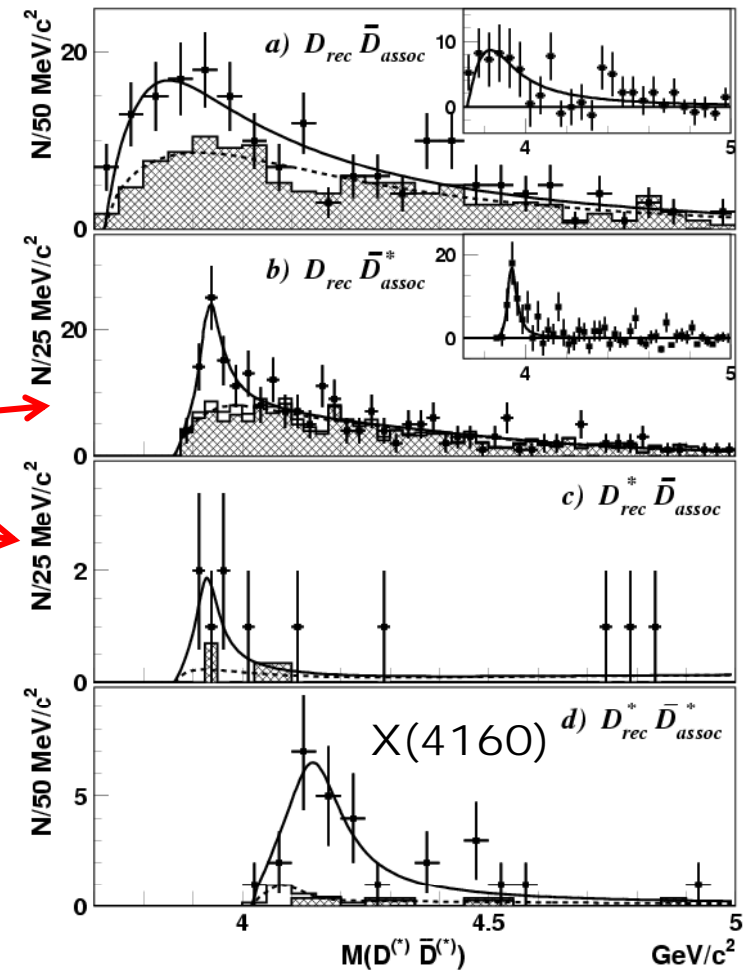 20
N/50 MeV/c²
0
a) D_rec D̄_assoc
10
0
4
5
20
N/25 MeV/c²
0
b) D_rec D̄*_assoc
20
0
4
5
2
N/25 MeV/c²
0
c) D*_rec D̄_assoc
5
N/50 MeV/c²
0
X(4160)
d) D*_rec D̄*_assoc
4
4.5
5
M(D^(*) D̄^(*))
GeV/c²